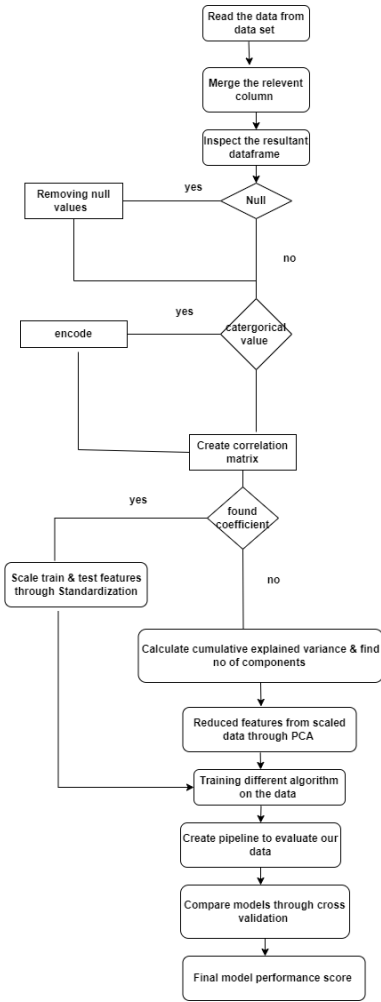 Read the data from
data set
Merge the relevent
column
Inspect the resultant
dataframe
yes
Removing null
values
Null
no
yes
catergorical
value
encode
Create correlation
matrix
yes
found
coefficient
Scale train & test features
through Standardization
no
Calculate cumulative explained variance & find
no of components
Reduced features from scaled
data through PCA
Training different algorithm
on the data
Create pipeline to evaluate our
data
Compare models through cross
validation
Final model performance score